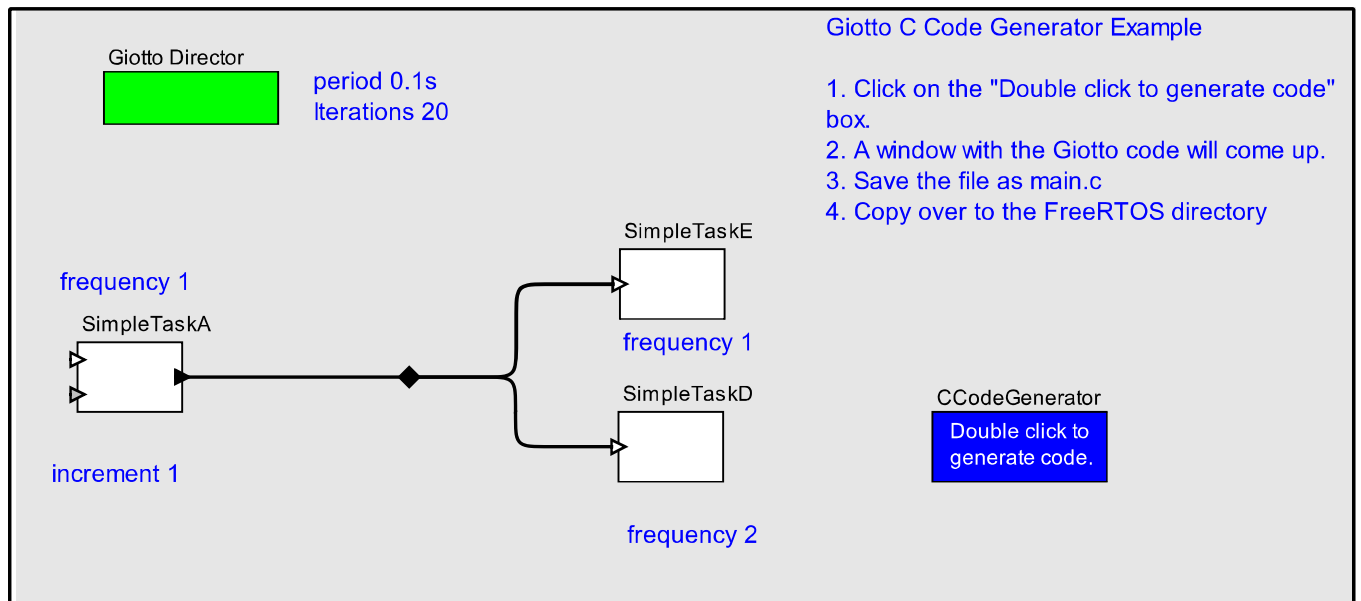 Giotto C Code Generator Example
Giotto Director
period 0.1s
Iterations 20
1. Click on the "Double click to generate code"
box.
2. A window with the Giotto code will come up.
3. Save the file as main.c
4. Copy over to the FreeRTOS directory
SimpleTaskE
frequency 1
SimpleTaskA
frequency 1
SimpleTaskD
CCodeGenerator
Double click to
generate code.
increment 1
frequency 2